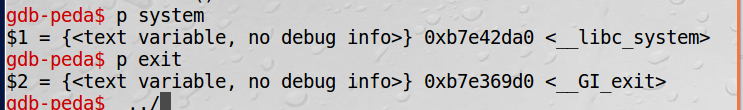 gdb-peda$ p system
$1 = {<text variable, no debug info>} 0xb7e42da0 <__libc_system>
gdb-peda$ p exit
$2 = {<text variable, no debug info>} 0xb7e369d0 <__GI_exit>
gdb-peda$ ../